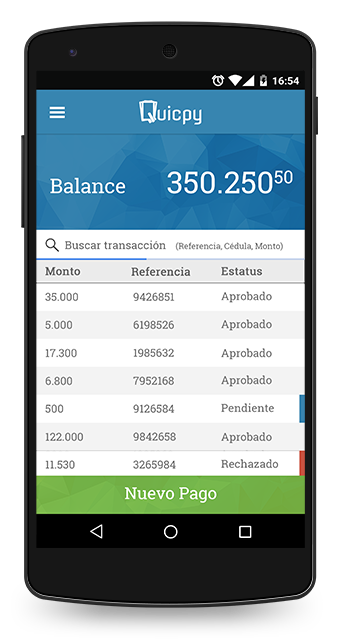 16:54
Quicpy
Balance 350.250⁵⁰
Buscar transacción (Referencia, Cédula, Monto)
Monto Referencia Estatus
35.000 9426851 Aprobado
5.000 6198526 Aprobado
17.300 1985632 Aprobado
6.800 7952168 Aprobado
500 9126584 Pendiente
122.000 9842658 Aprobado
11.530 3265984 Rechazado
Nuevo Pago